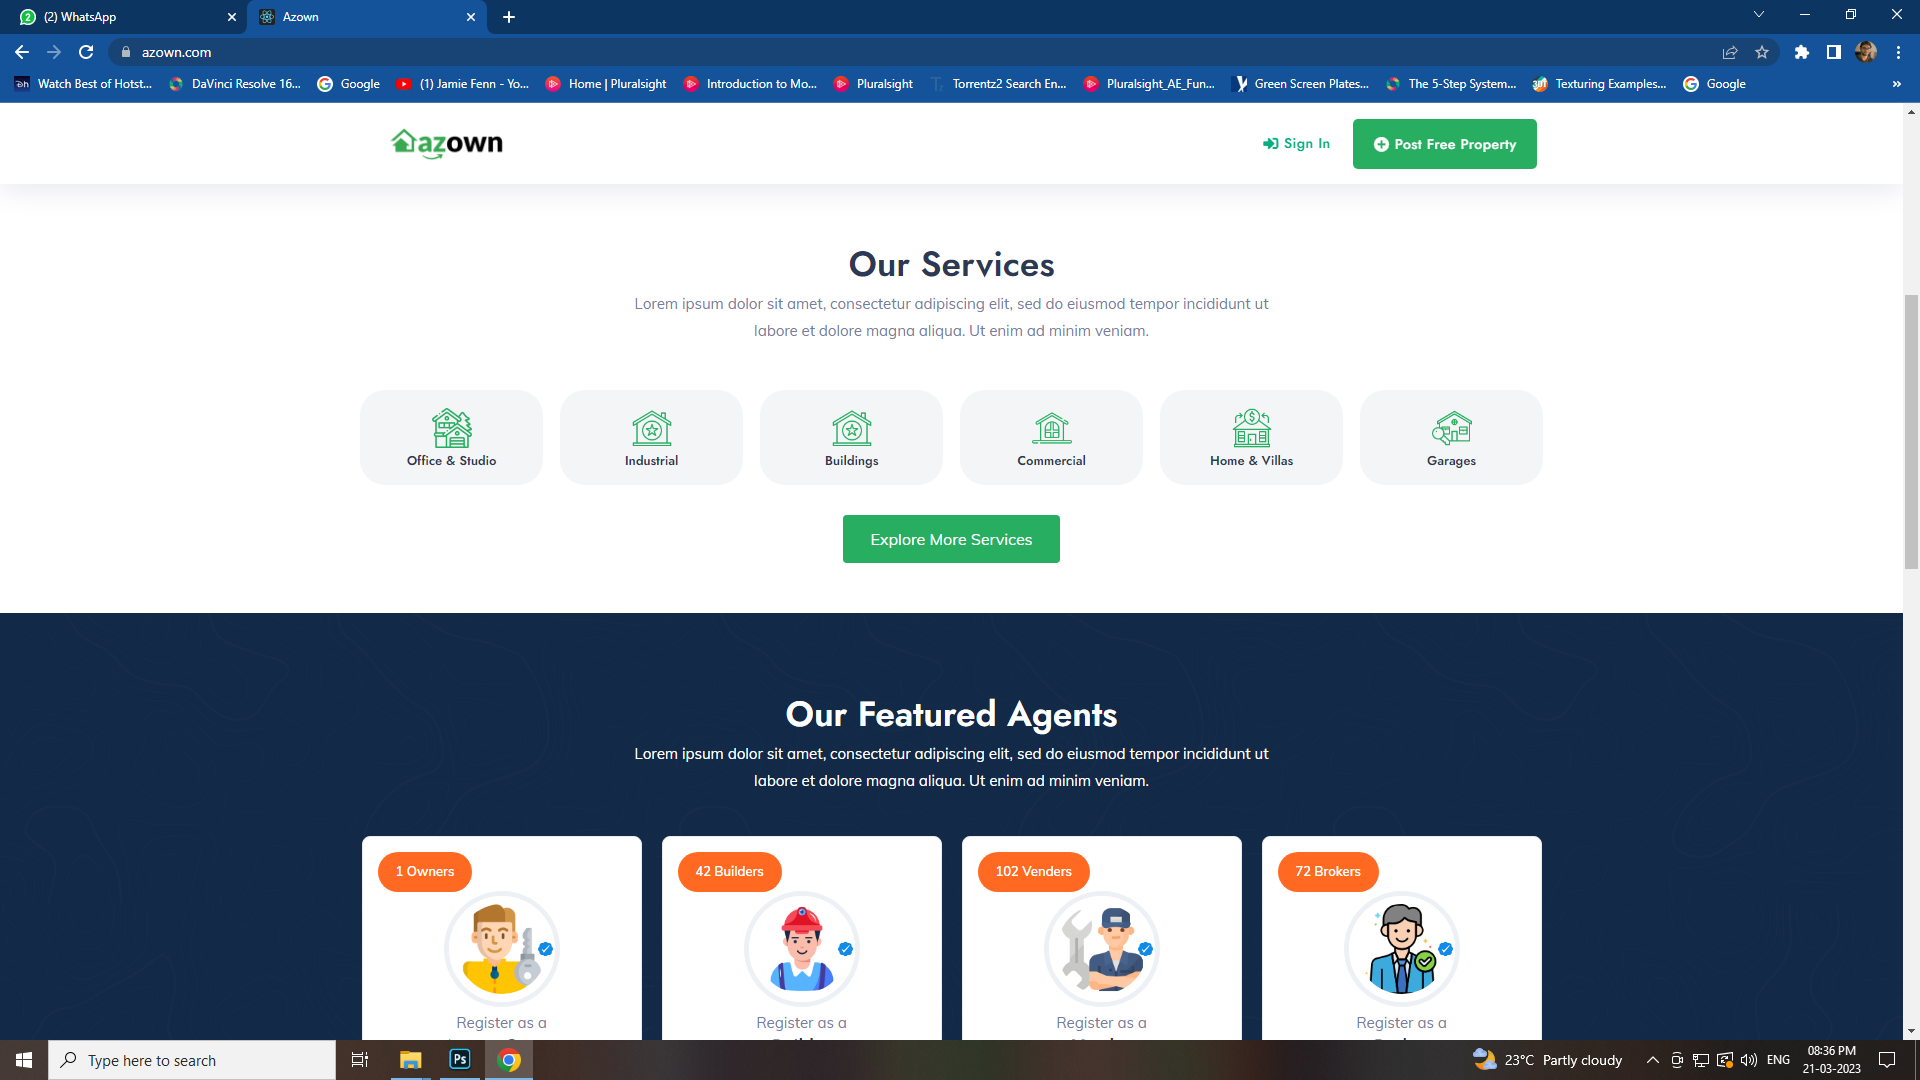 (2) WhatsApp
Azown
azown.com
Watch Best of Hotst...
DaVinci Resolve 16...
Google
(1) Jamie Fenn - Yo...
Home | Pluralsight
Introduction to Mo...
Pluralsight
Torrentz2 Search En...
Pluralsight_AE_Fun...
Green Screen Plates...
The 5-Step System...
Texturing Examples...
Google
azown
Sign In
Post Free Property
Our Services
Lorem ipsum dolor sit amet, consectetur adipiscing elit, sed do eiusmod tempor incididunt ut
labore et dolore magna aliqua. Ut enim ad minim veniam.
Office & Studio
Industrial
Buildings
Commercial
Home & Villas
Garages
Explore More Services
Our Featured Agents
Lorem ipsum dolor sit amet, consectetur adipiscing elit, sed do eiusmod tempor incididunt ut
labore et dolore magna aliqua. Ut enim ad minim veniam.
1 Owners
42 Builders
102 Venders
72 Brokers
Register as a
Register as a
Register as a
Register as a
Type here to search
Ps
23°C Partly cloudy
ENG
08:36 PM
21-03-2023